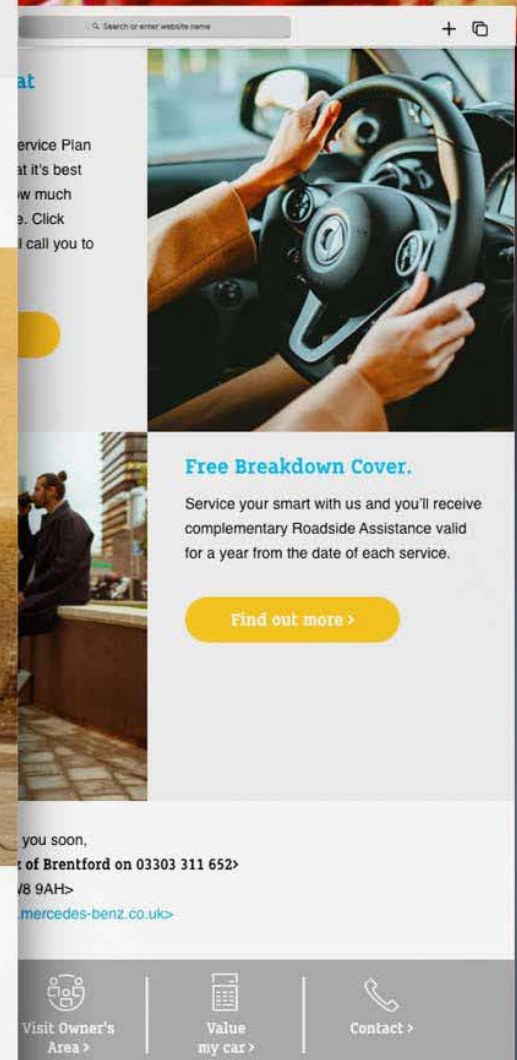 Search or enter website name
at
ervice Plan
at it's best
w much
e. Click
l call you to
Free Breakdown Cover.
Service your smart with us and you'll receive
complementary Roadside Assistance valid
for a year from the date of each service.
Find out more >
you soon,
of Brentford on 03303 311 652>
9AH>
.mercedes-benz.co.uk>
Visit Owner's
Area >
Value
my car >
Contact >